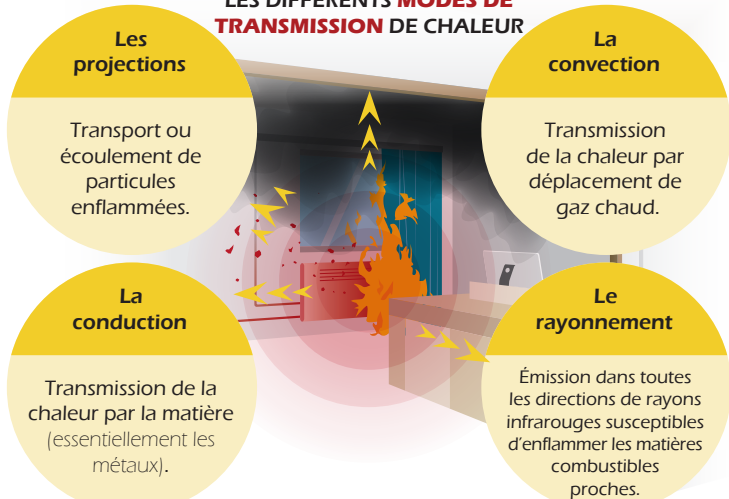 LES DIFFÉRENTS MODES DE
TRANSMISSION DE CHALEUR
Les
projections
Transport ou
écoulement de
particules
enflammées.
La
convection
Transmission
de la chaleur par
déplacement de
gaz chaud.
La
conduction
Transmission de la
chaleur par la matière
(essentiellement les
métaux).
Le
rayonnement
Émission dans toutes
les directions de rayons
infrarouges susceptibles
d'enflammer les matières
combustibles
proches.